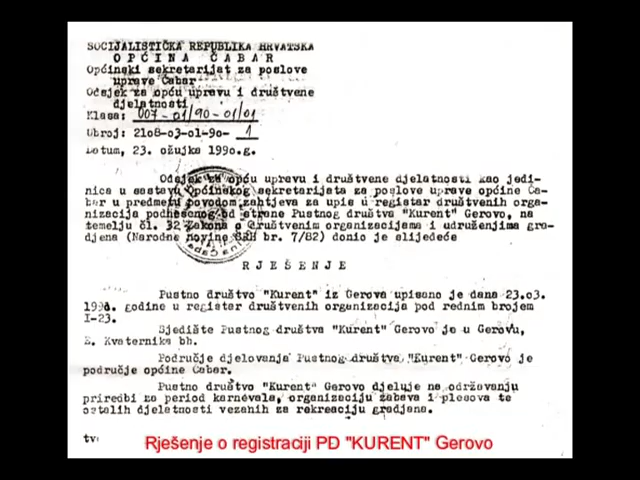 SOCIJALISTIČKA REPUBLIKA HRVATSKA
OPĆINA ČABAR
Općinski sekretarijat za poslove
uprave Čabar
Odsjek za opću upravu i društvene
djelatnosti
Klasa: 007-01/90-01/01
Ubroj: 2108-03-01-90- 1
Datum, 23. ožujka 1990.g.
Odsjek za opću upravu i društvene djelatnosti kao jedi-
nica u sastavu Općinskog sekretarijata za poslove uprave općine Ča-
bar u predmetu povodom zahtjeva za upis u registar društvenih orga-
nizacija podnesenog od strane Pustnog društva "Kurent" Gerovo, na
temelju čl. 32 Zakona o društvenim organizacijama i udruženjima gra-
djena (Narodne novine br. 7/82) donio je slijedeće
RJEŠENJE
Pustno društvo "Kurent" iz Gerova upisano je dana 23.03.
godine u registar društvenih organizacija pod rednim brojem
I-23.
Sjedište Pustnog društva "Kurent" Gerovo je u Gerovu,
E. Kvaternika bb.
Područje djelovanja Pustnog društva "Kurent" Gerovo je
područje općine Čabar.
Pustno društvo "Kurent" Gerovo djeluje na održavanju
priredbi za period karnevala, organizaciju zabava i plesova te
ostalih djelatnosti vezanih za rekreaciju gradjana.
Rješenje o registraciji PD "KURENT" Gerovo